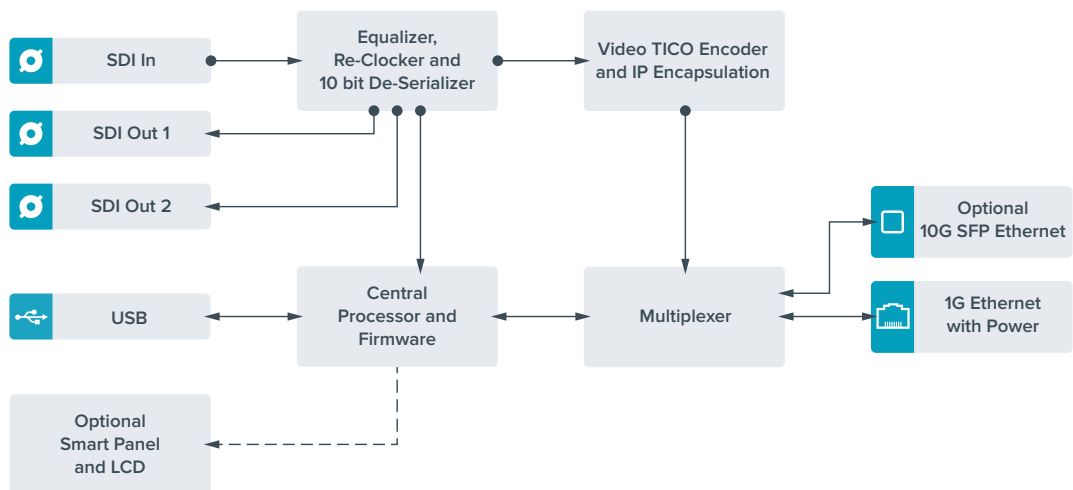 SDI In
Equalizer,
Re-Clocker and
10 bit De-Serializer
Video TICO Encoder
and IP Encapsulation
SDI Out 1
SDI Out 2
Optional
10G SFP Ethernet
USB
Central
Processor and
Firmware
Multiplexer
1G Ethernet
with Power
Optional
Smart Panel
and LCD